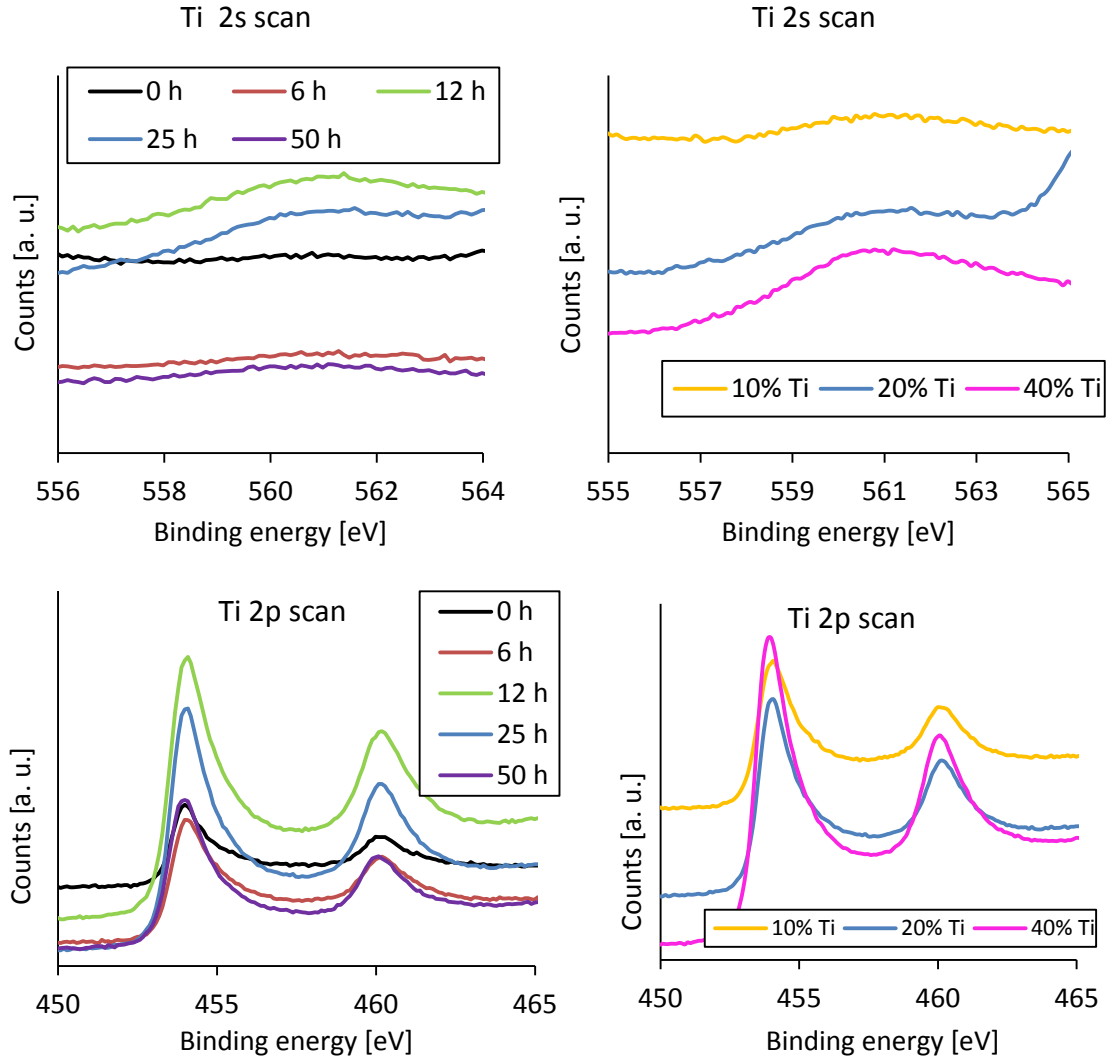 Ti 2s scan
0 h 6 h 12 h
25 h 50 h
Counts [a. u.]
556 558 560 562 564
Binding energy [eV]
Ti 2s scan
Counts [a. u.]
10% Ti 20% Ti 40% Ti
555 557 559 561 563 565
Binding energy [eV]
Ti 2p scan
0 h
6 h
12 h
25 h
50 h
Counts [a. u.]
450 455 460 465
Binding energy [eV]
Ti 2p scan
Counts [a. u.]
10% Ti 20% Ti 40% Ti
450 455 460 465
Binding energy [eV]